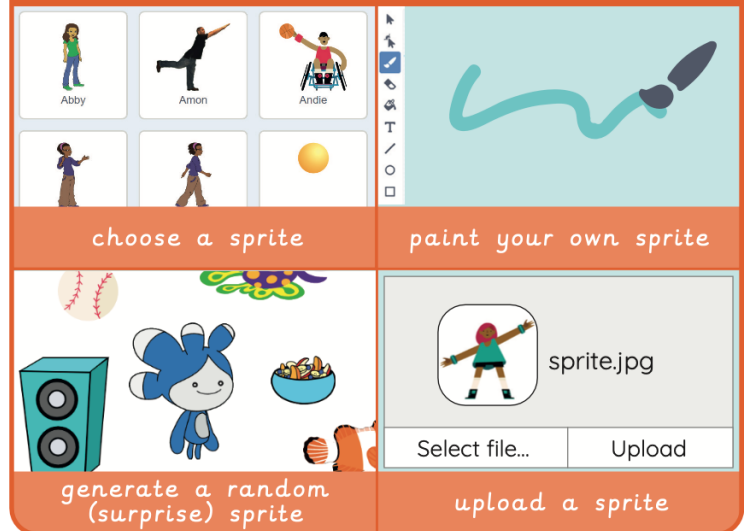 Abby
Amon
Andie
T
choose a sprite
paint your own sprite
sprite.jpg
Select file...
Upload
generate a random
(surprise) sprite
upload a sprite